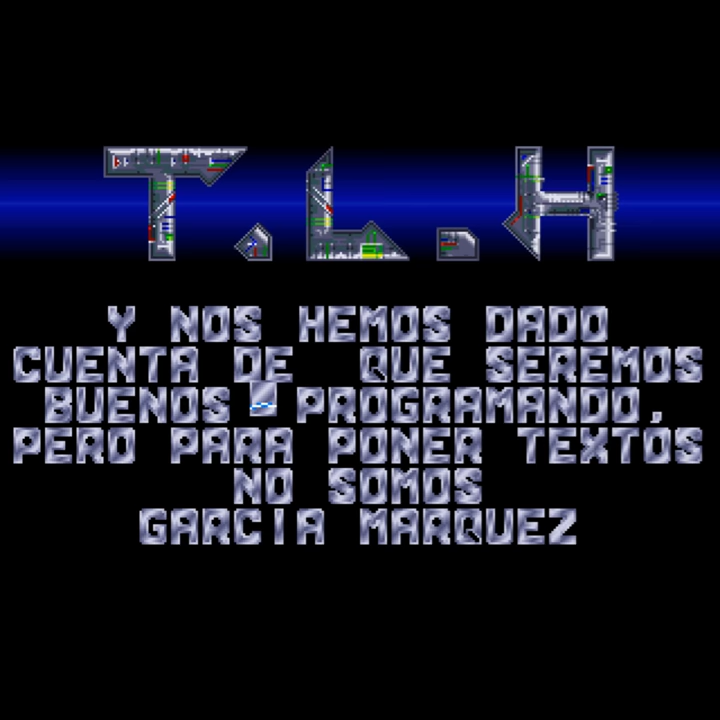 T.L.H
Y NOS HEMOS DADO
CUENTA DE QUE SEREMOS
BUENOS PROGRAMANDO,
PERO PARA PONER TEXTOS
NO SOMOS
GARCIA MARQUEZ